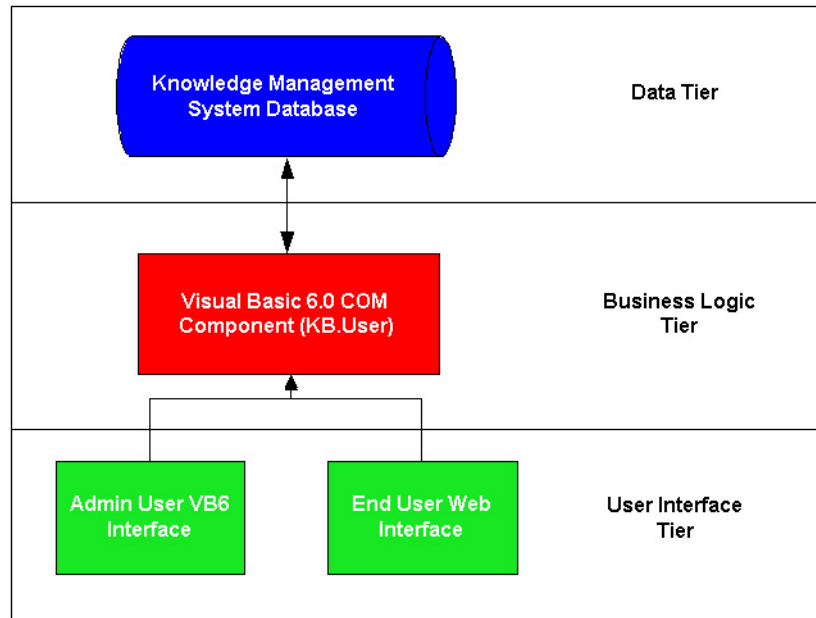 Knowledge Management
System Database
Data Tier
Visual Basic 6.0 COM
Component (KB.User)
Business Logic
Tier
Admin User VB6
Interface
End User Web
Interface
User Interface
Tier